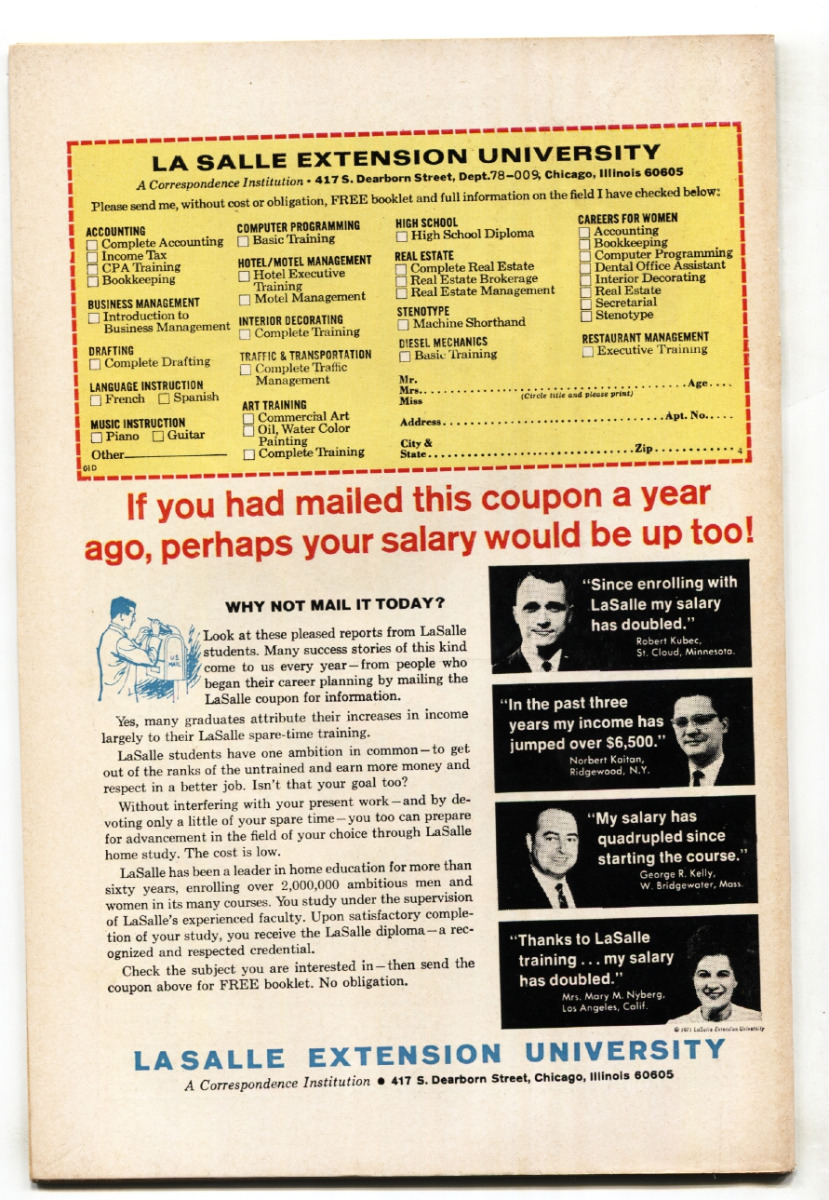 LA SALLE EXTENSION UNIVERSITY
A Correspondence Institution • 417 S. Dearborn Street, Dept. 78-009, Chicago, Illinois 60605
Please send me, without cost or obligation, FREE booklet and full information on the field I have checked below:
ACCOUNTING
Complete Accounting
Income Tax
CPA Training
Bookkeeping
BUSINESS MANAGEMENT
Introduction to
Business Management
DRAFTING
Complete Drafting
LANGUAGE INSTRUCTION
French Spanish
MUSIC INSTRUCTION
Piano Guitar
Other
01D
COMPUTER PROGRAMMING
Basic Training
HOTEL/MOTEL MANAGEMENT
Hotel Executive
Training
Motel Management
INTERIOR DECORATING
Complete Training
TRAFFIC & TRANSPORTATION
Complete Traffic
Management
ART TRAINING
Commercial Art
Oil, Water Color
Painting
Complete Training
HIGH SCHOOL
High School Diploma
REAL ESTATE
Complete Real Estate
Real Estate Brokerage
Real Estate Management
STENOTYPE
Machine Shorthand
DIESEL MECHANICS
Basic Training
CAREERS FOR WOMEN
Accounting
Bookkeeping
Computer Programming
Dental Office Assistant
Interior Decorating
Real Estate
Secretarial
Stenotype
RESTAURANT MANAGEMENT
Executive Training
Mr.
Mrs. Age
Miss (Circle title and please print)
Address Apt. No.
City &
State Zip
4
If you had mailed this coupon a year
ago, perhaps your salary would be up too!
WHY NOT MAIL IT TODAY?
U.S.
MAIL
Look at these pleased reports from LaSalle
students. Many success stories of this kind
come to us every year—from people who
began their career planning by mailing the
LaSalle coupon for information.
Yes, many graduates attribute their increases in income
largely to their LaSalle spare-time training.
LaSalle students have one ambition in common—to get
out of the ranks of the untrained and earn more money and
respect in a better job. Isn't that your goal too?
Without interfering with your present work—and by de-
voting only a little of your spare time—you too can prepare
for advancement in the field of your choice through LaSalle
home study. The cost is low.
LaSalle has been a leader in home education for more than
sixty years, enrolling over 2,000,000 ambitious men and
women in its many courses. You study under the supervision
of LaSalle's experienced faculty. Upon satisfactory comple-
tion of your study, you receive the LaSalle diploma—a rec-
ognized and respected credential.
Check the subject you are interested in—then send the
coupon above for FREE booklet. No obligation.
"Since enrolling with
LaSalle my salary
has doubled."
Robert Kubec,
St. Cloud, Minnesota.
"In the past three
years my income has
jumped over $6,500."
Norbert Kaitan,
Ridgewood, N.Y.
"My salary has
quadrupled since
starting the course."
George R. Kelly,
W. Bridgewater, Mass.
"Thanks to LaSalle
training . . . my salary
has doubled."
Mrs. Mary M. Nyberg,
Los Angeles, Calif.
© 1971 LaSalle Extension University
LA SALLE EXTENSION UNIVERSITY
A Correspondence Institution • 417 S. Dearborn Street, Chicago, Illinois 60605